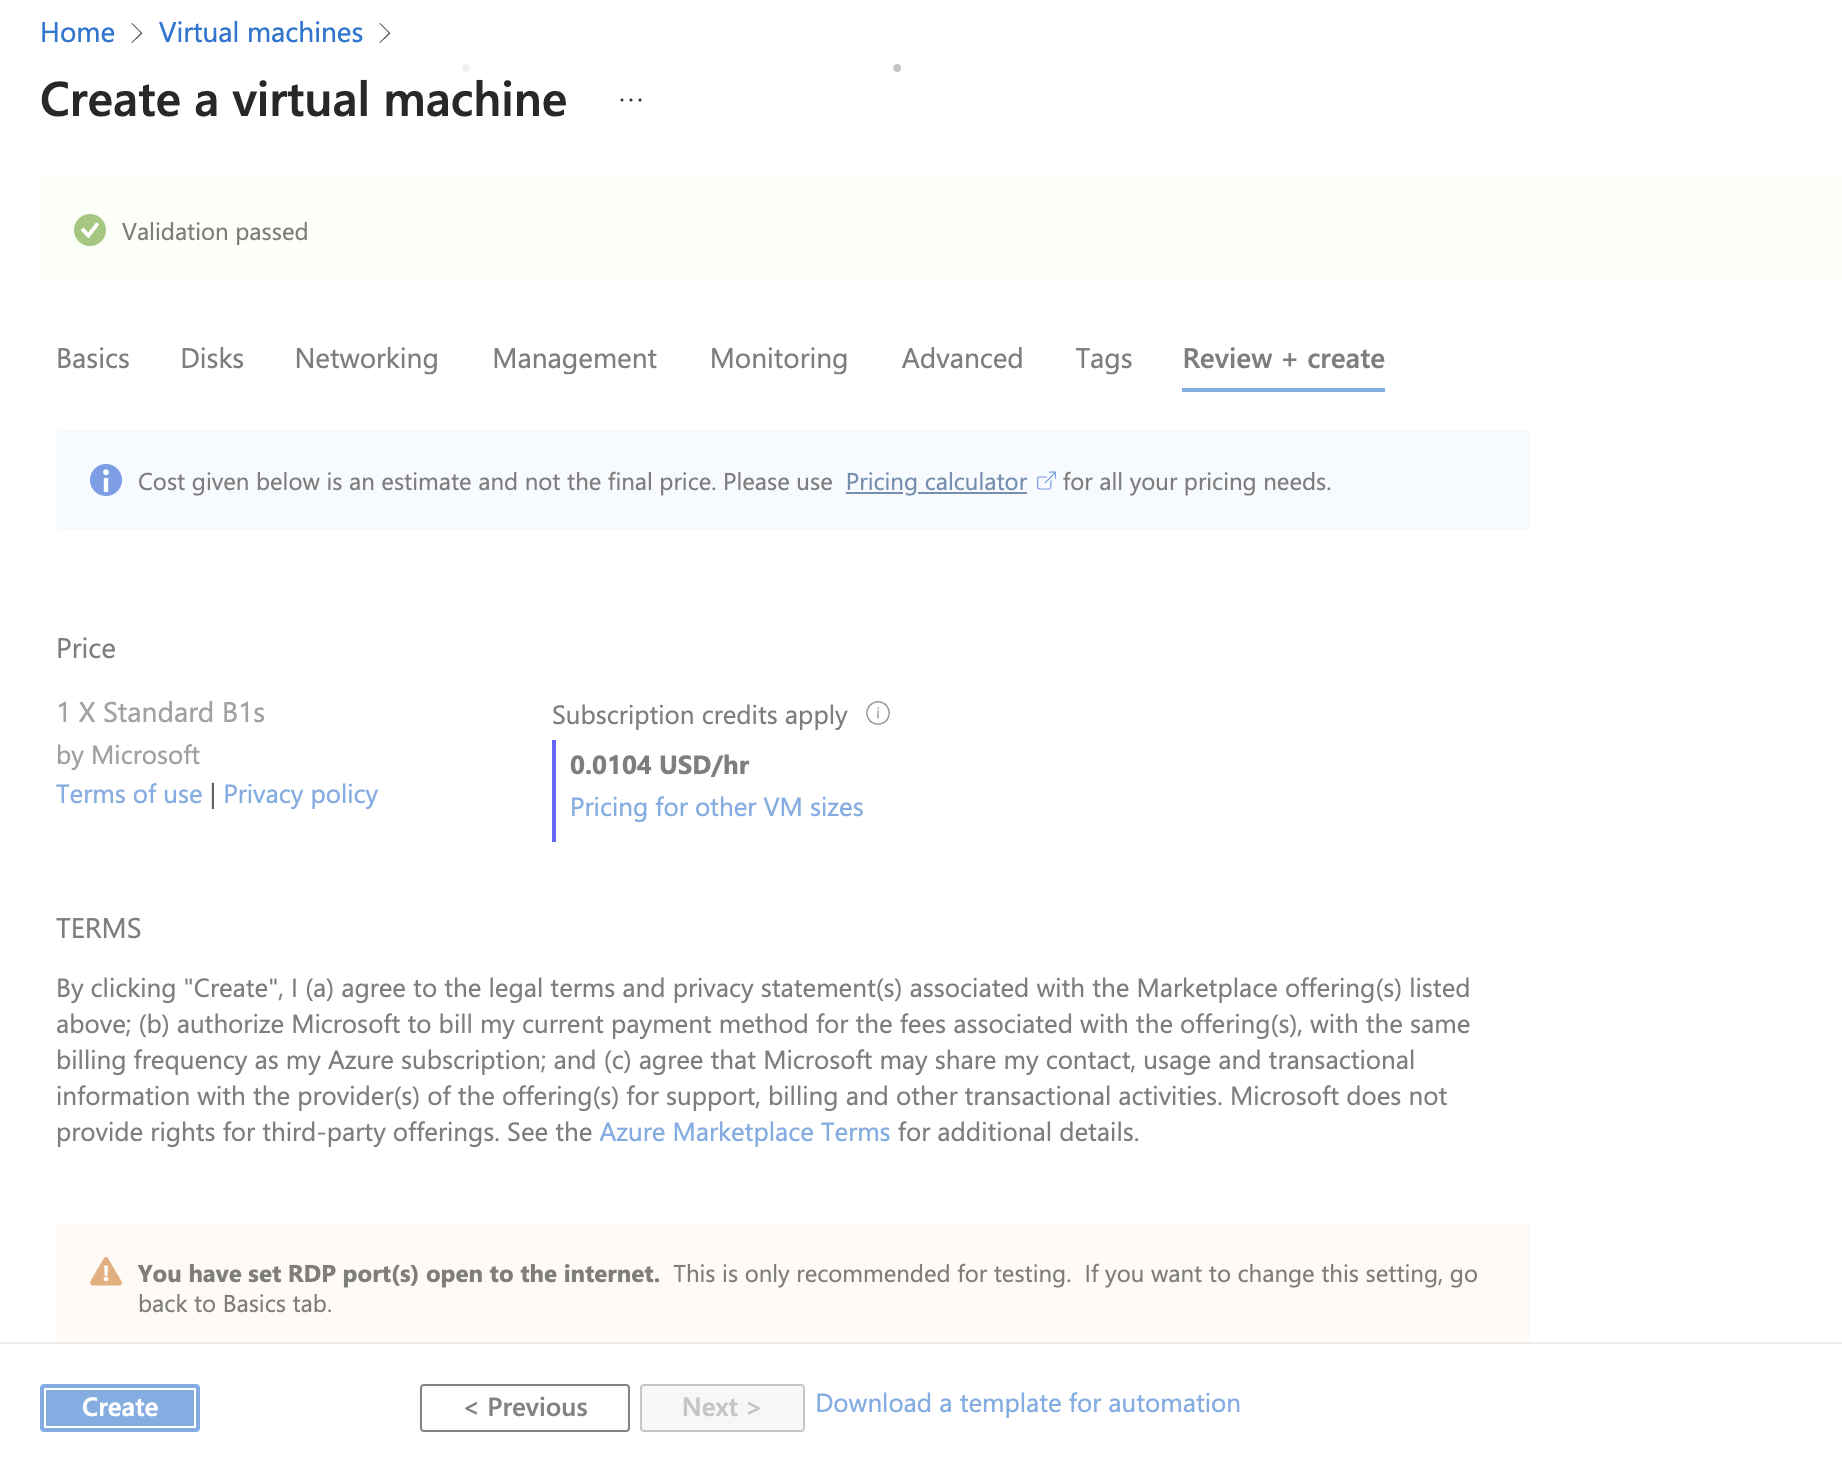 Home > Virtual machines >
Create a virtual machine ...
Validation passed
Basics Disks Networking Management Monitoring Advanced Tags Review + create
Cost given below is an estimate and not the final price. Please use Pricing calculator for all your pricing needs.
Price
1 X Standard B1s
by Microsoft
Terms of use | Privacy policy
Subscription credits apply
0.0104 USD/hr
Pricing for other VM sizes
TERMS
By clicking "Create", I (a) agree to the legal terms and privacy statement(s) associated with the Marketplace offering(s) listed
above; (b) authorize Microsoft to bill my current payment method for the fees associated with the offering(s), with the same
billing frequency as my Azure subscription; and (c) agree that Microsoft may share my contact, usage and transactional
information with the provider(s) of the offering(s) for support, billing and other transactional activities. Microsoft does not
provide rights for third-party offerings. See the Azure Marketplace Terms for additional details.
You have set RDP port(s) open to the internet. This is only recommended for testing. If you want to change this setting, go
back to Basics tab.
Create < Previous Next > Download a template for automation